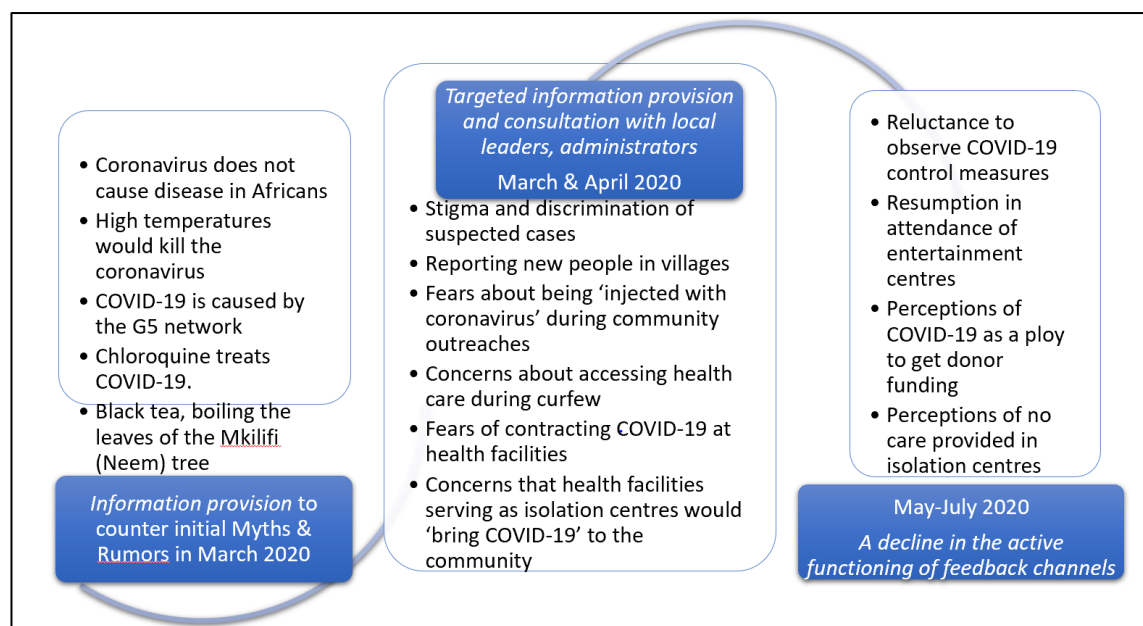 • Coronavirus does not
cause disease in Africans
• High temperatures
would kill the
coronavirus
• COVID-19 is caused by
the G5 network
• Chloroquine treats
COVID-19.
• Black tea, boiling the
leaves of the Mkilifi
(Neem) tree
Information provision to
counter initial Myths &
Rumors in March 2020
Targeted information provision
and consultation with local
leaders, administrators
March & April 2020
• Stigma and discrimination of
suspected cases
• Reporting new people in villages
• Fears about being ‘injected with
coronavirus’ during community
outreaches
• Concerns about accessing health
care during curfew
• Fears of contracting COVID-19 at
health facilities
• Concerns that health facilities
serving as isolation centres would
‘bring COVID-19’ to the
community
• Reluctance to
observe COVID-19
control measures
• Resumption in
attendance of
entertainment
centres
• Perceptions of
COVID-19 as a ploy
to get donor
funding
• Perceptions of no
care provided in
isolation centres
May-July 2020
A decline in the active
functioning of feedback channels